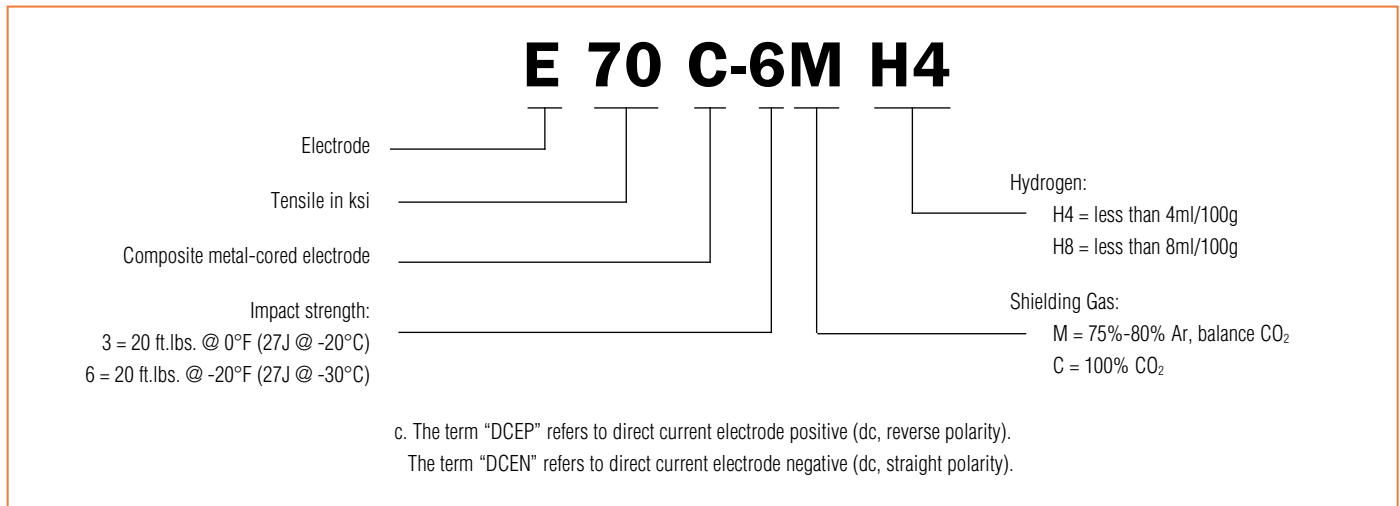 E 70 C-6M H4
Electrode
Tensile in ksi
Composite metal-cored electrode
Impact strength:
3 = 20 ft.lbs. @ 0°F (27J @ -20°C)
6 = 20 ft.lbs. @ -20°F (27J @ -30°C)
Hydrogen:
H4 = less than 4ml/100g
H8 = less than 8ml/100g
Shielding Gas:
M = 75%-80% Ar, balance CO₂
C = 100% CO₂
c. The term “DCEP” refers to direct current electrode positive (dc, reverse polarity).
The term “DCEN” refers to direct current electrode negative (dc, straight polarity).